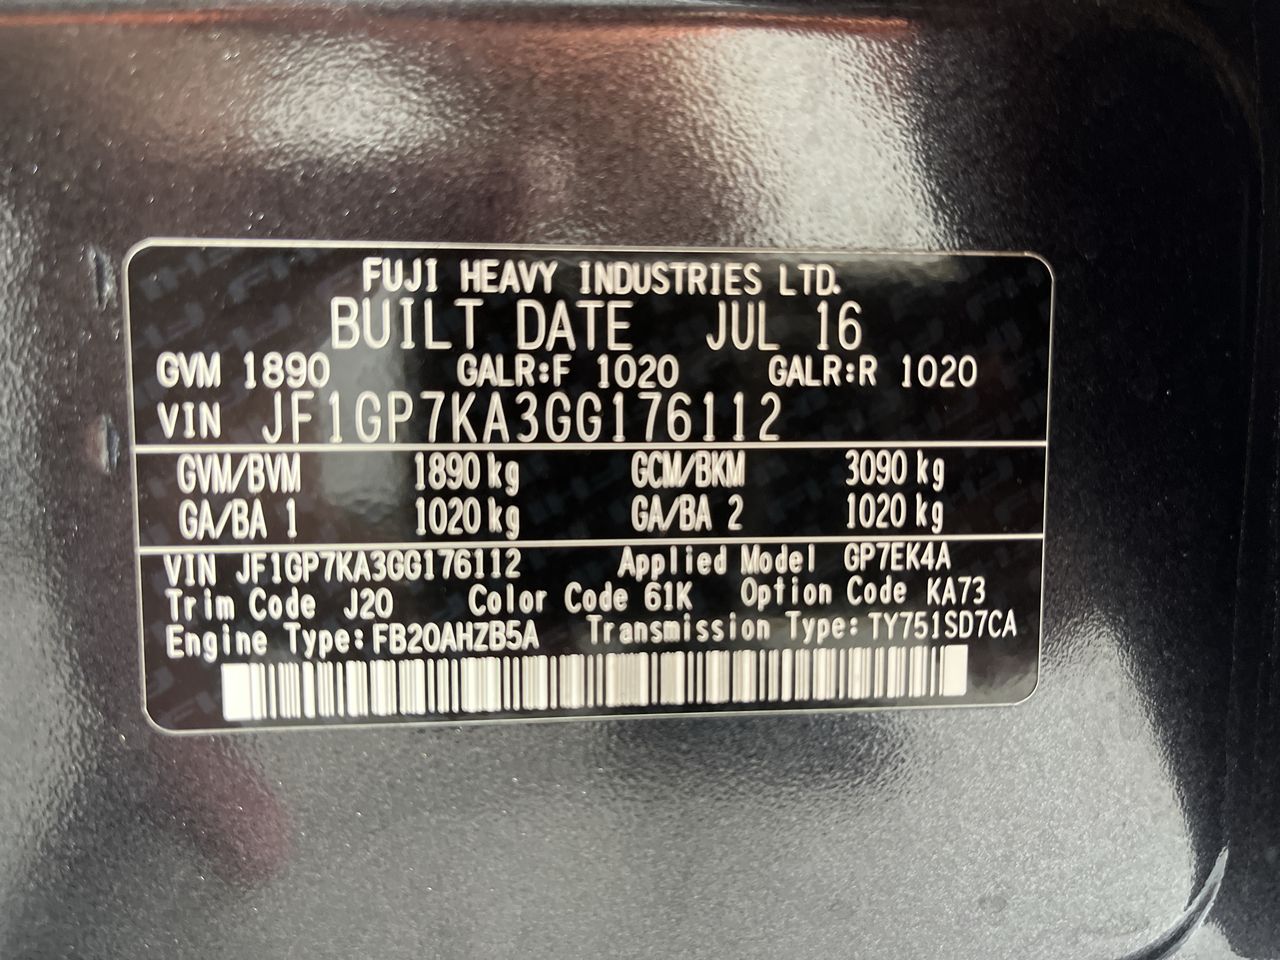 FUJI HEAVY INDUSTRIES LTD.
BUILT DATE JUL 16
GVM 1890 GALR:F 1020 GALR:R 1020
VIN JF1GP7KA3GG176112
GVM/BVM 1890 kg GCM/BKM 3090 kg
GA/BA 1 1020 kg GA/BA 2 1020 kg
VIN JF1GP7KA3GG176112 Applied Model GP7EK4A
Trim Code J20 Color Code 61K Option Code KA73
Engine Type: FB20AHZB5A Transmission Type: TY751SD7CA